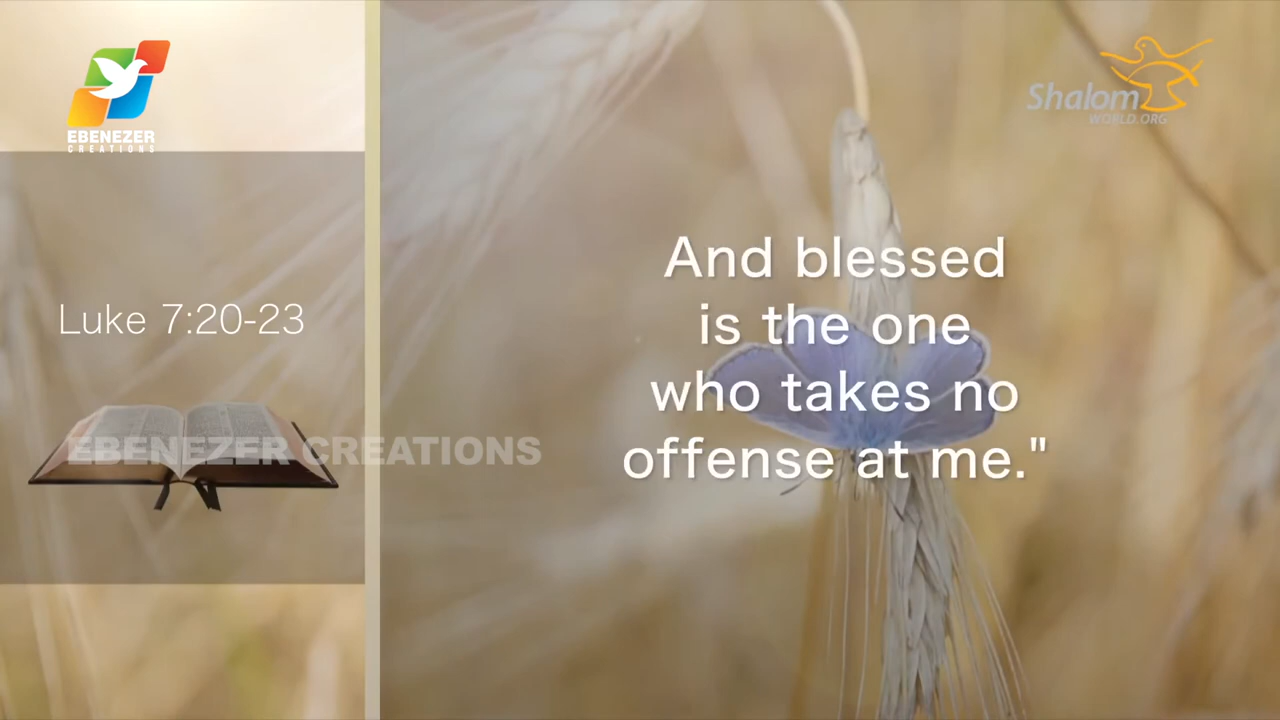 EBENEZER
CREATIONS
Shalom
WORLD.ORG
Luke 7:20-23
EBENEZER CREATIONS
And blessed
is the one
who takes no
offense at me."